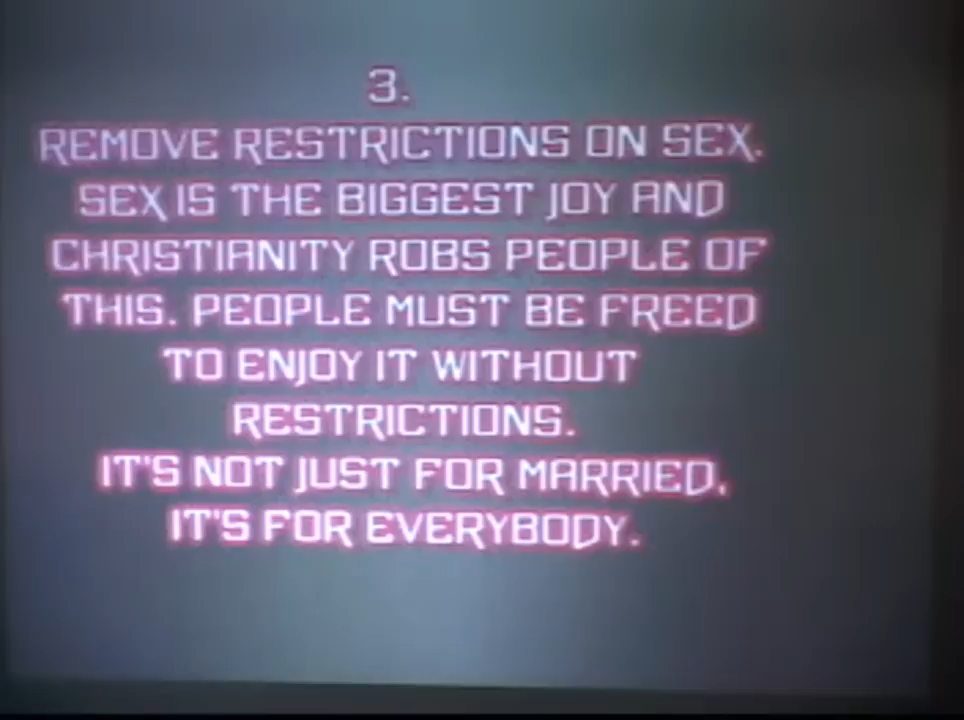 3.
REMOVE RESTRICTIONS ON SEX.
SEX IS THE BIGGEST JOY AND
CHRISTIANITY ROBS PEOPLE OF
THIS. PEOPLE MUST BE FREED
TO ENJOY IT WITHOUT
RESTRICTIONS.
IT'S NOT JUST FOR MARRIED,
IT'S FOR EVERYBODY.